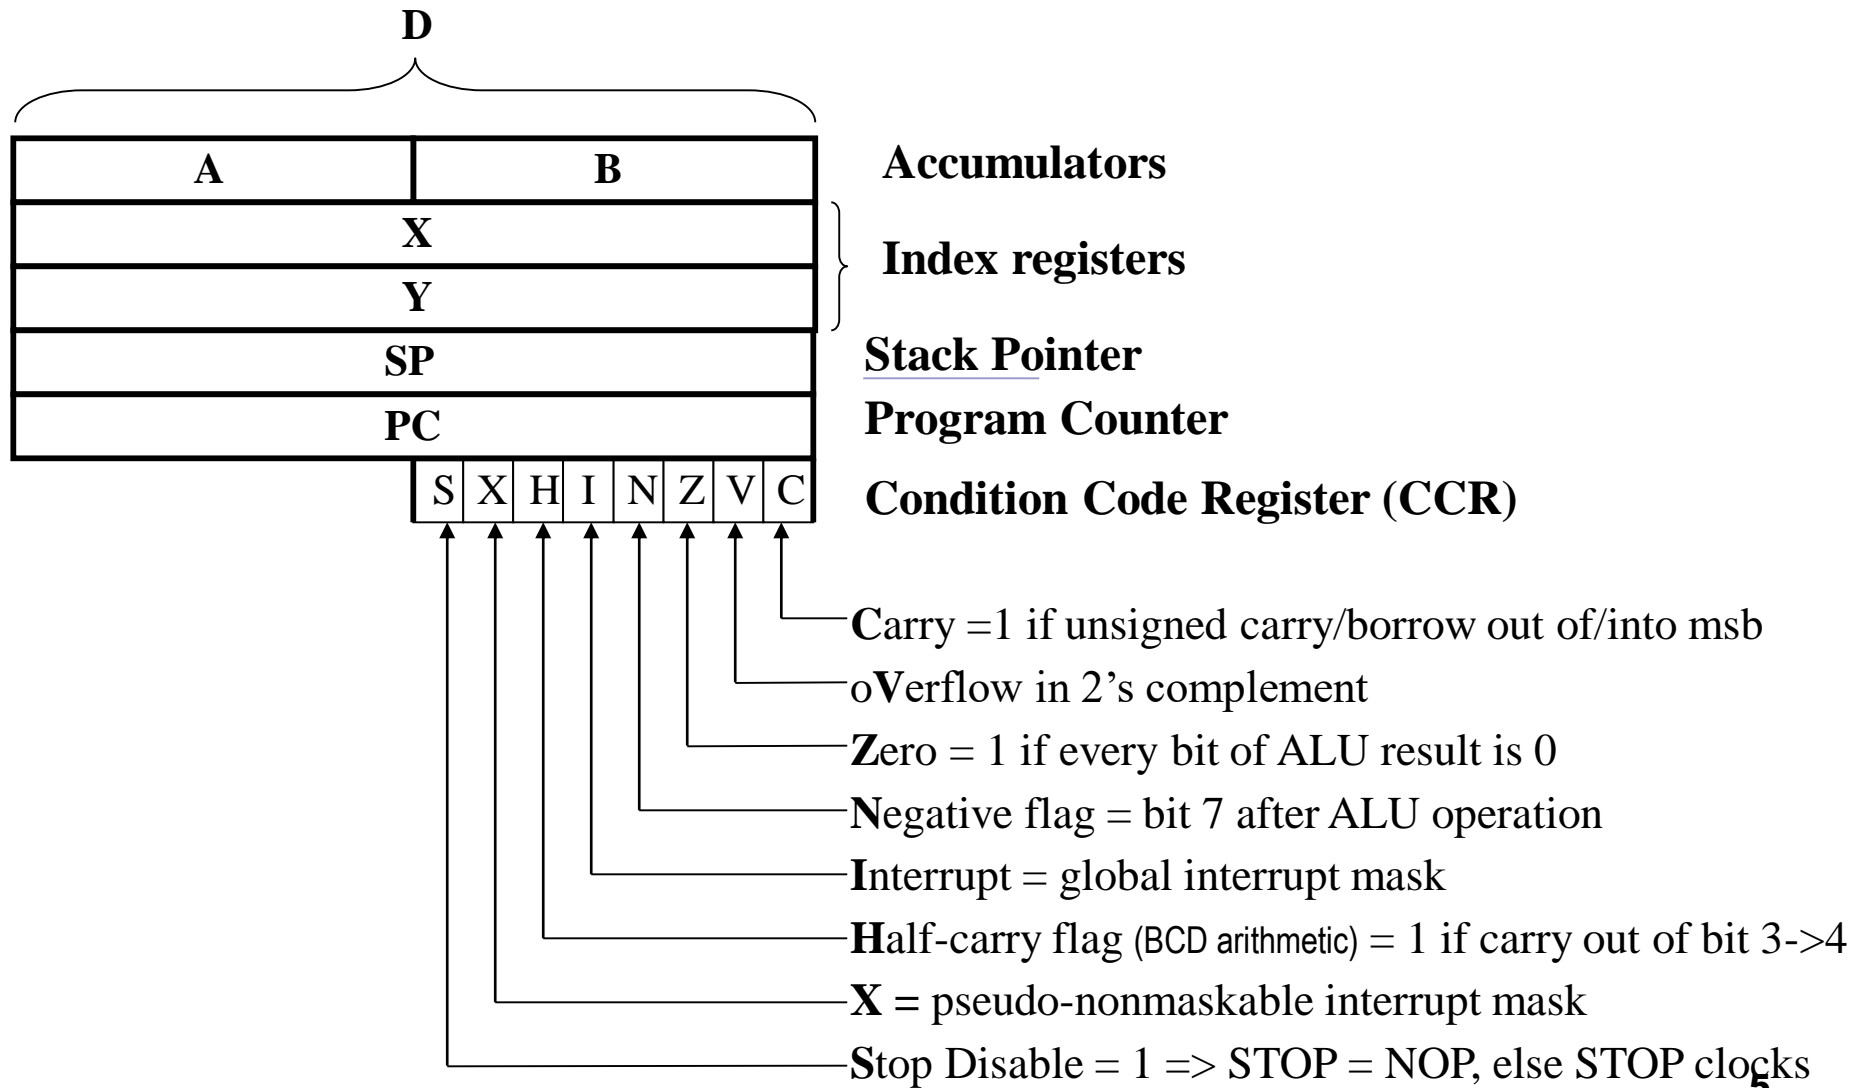 D
A B Accumulators
X
Index registers
Y
SP Stack Pointer
PC Program Counter
S X H I N Z V C Condition Code Register (CCR)
Carry =1 if unsigned carry/borrow out of/into msb
oVerflow in 2’s complement
Zero = 1 if every bit of ALU result is 0
Negative flag = bit 7 after ALU operation
Interrupt = global interrupt mask
Half-carry flag (BCD arithmetic) = 1 if carry out of bit 3->4
X = pseudo-nonmaskable interrupt mask
Stop Disable = 1 => STOP = NOP, else STOP clocks
5